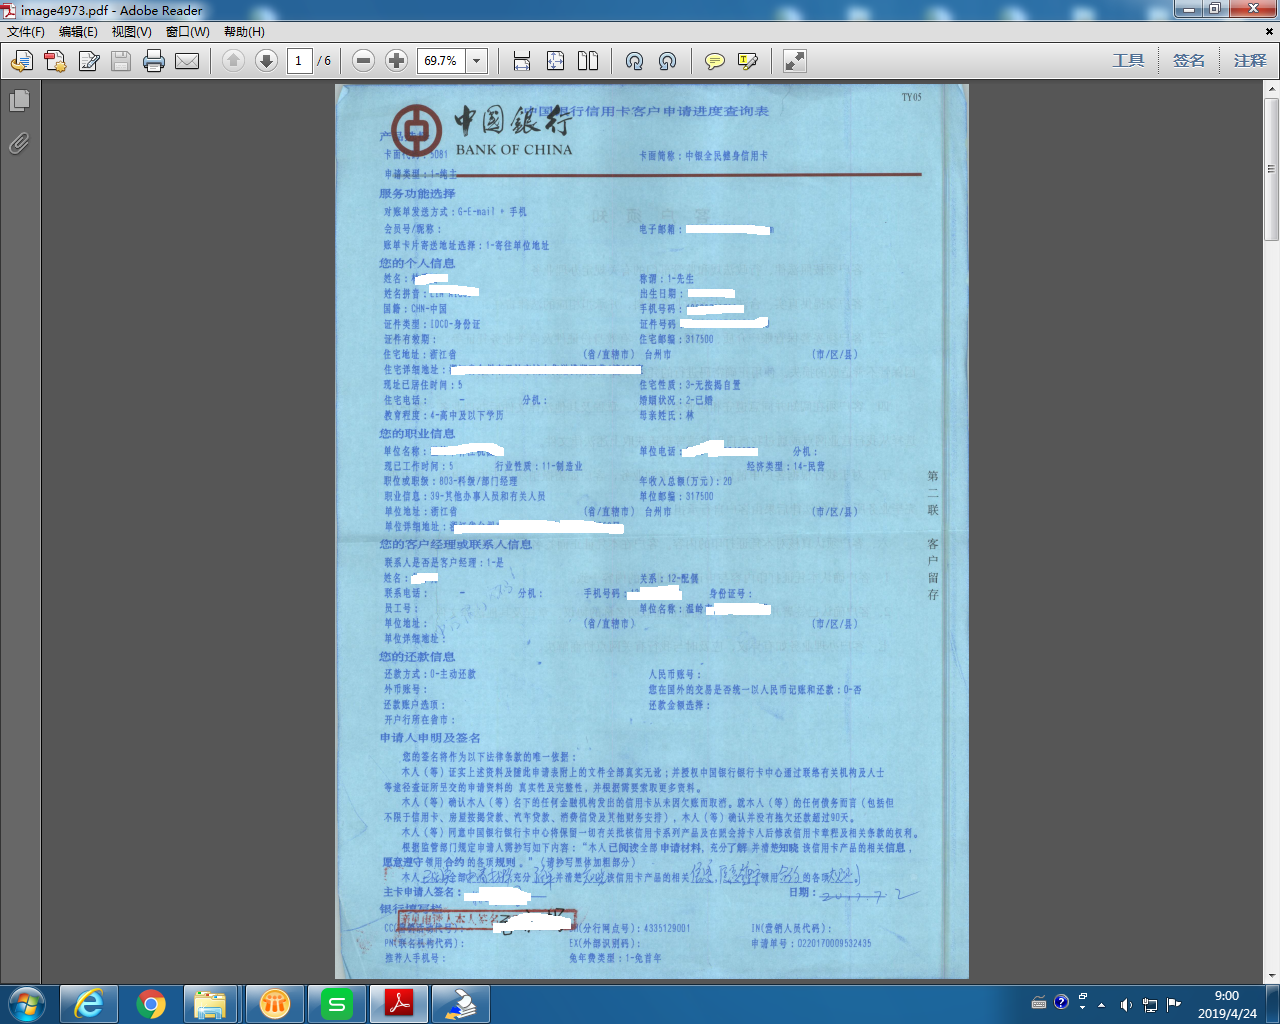 image4973.pdf - Adobe Reader
文件(F) 编辑(E) 视图(V) 窗口(W) 帮助(H)
1 / 6 69.7% 工具 签名 注释
TY05
中国银行信用卡客户申请进度查询表
中國銀行
BANK OF CHINA
卡面简称：中银全民健身信用卡
申请类型：1-纯主
服务功能选择
对账单发送方式：G-E-mail + 手机
会员号/昵称： 电子邮箱：
账单卡片寄送地址选择：1-寄往单位地址
您的个人信息
姓名： 称谓：1-先生
姓名拼音： 出生日期：
国籍：CHN-中国 手机号码：
证件类型：IDCD-身份证 证件号码
证件有效期： 住宅邮编：317500
住宅地址：浙江省 (省/直辖市) 台州市 (市/区/县)
住宅详细地址：
现址已居住时间：5 住宅性质：3-无按揭自置
住宅电话： - 分机： 婚姻状况：2-已婚
教育程度：4-高中及以下学历 母亲姓氏：林
您的职业信息
单位名称： 单位电话： 分机：
现已工作时间：5 行业性质：11-制造业 经济类型：14-民营
职位或职级：B03-科级/部门经理 年收入总额(万元)：20
职业信息：39-其他办事人员和有关人员 单位邮编：317500
单位地址：浙江省 (省/直辖市) 台州市 (市/区/县)
单位详细地址：
您的客户经理或联系人信息
联系人是否是客户经理：1-是
姓名： 关系：12-配偶
联系电话： - 分机： 手机号码： 身份证号：
员工号： 单位名称：温岭
单位地址： (省/直辖市) (市/区/县)
单位详细地址：
您的还款信息
还款方式：0-主动还款 人民币账号：
外币账号： 您在国外的交易是否统一以人民币记账和还款：0-否
还款账户选项： 还款金额选择：
开户行所在省市：
申请人申明及签名
您的签名将作为以下法律条款的唯一依据：
本人（等）证实上述资料及随此申请表附上的文件全部真实无讹；并授权中国银行银行卡中心通过联络有关机构及人士
等途径查证所呈交的申请资料的 真实性及完整性，并根据需要索取更多资料。
本人（等）确认本人（等）名下的任何金融机构发出的信用卡从未因欠账而取消。就本人（等）的任何债务而言（包括但
不限于信用卡、房屋按揭贷款、汽车贷款、消费信贷及其他财务安排），本人（等）确认并没有拖欠还款超过90天。
本人（等）同意中国银行银行卡中心将保留一切有关批核信用卡系列产品及在照会持卡人后修改信用卡章程及相关条款的权利。
根据监管部门规定申请人需抄写如下内容："本人已阅读全部申请材料，充分了解并清楚知晓该信用卡产品的相关信息，
愿意遵守领用合约的各项规则。"（请抄写黑体加粗部分）
本人 全部 充分了解并清楚知晓该信用卡产品的相关信息，愿意遵守领用合约的各项规则
主卡申请人签名： 日期： 2017.7.2
银行填写栏
(分行网点号)：4335129001 IN(营销人员代码)：
PN(联名机构代码)： EX(外部识别码)： 申请单号：0220170009532435
推荐人手机号： 免年费类型：1-免首年
第二联 客户留存
9:00
2019/4/24